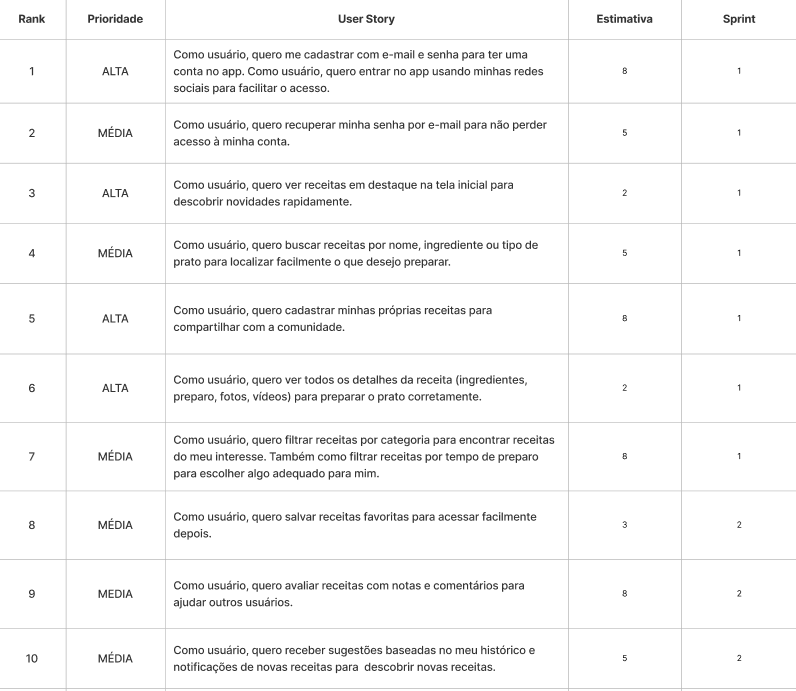 Rank Prioridade User Story Estimativa Sprint
Como usuário, quero me cadastrar com e-mail e senha para ter uma
1 ALTA conta no app. Como usuário, quero entrar no app usando minhas redes 8 1
sociais para facilitar o acesso.
Como usuário, quero recuperar minha senha por e-mail para não perder
2 MÉDIA 5 1
acesso à minha conta.
Como usuário, quero ver receitas em destaque na tela inicial para
3 ALTA 2 1
descobrir novidades rapidamente.
Como usuário, quero buscar receitas por nome, ingrediente ou tipo de
4 MÉDIA 5 1
prato para localizar facilmente o que desejo preparar.
Como usuário, quero cadastrar minhas próprias receitas para
5 ALTA 8 1
compartilhar com a comunidade.
Como usuário, quero ver todos os detalhes da receita (ingredientes,
6 ALTA 2 1
preparo, fotos, vídeos) para preparar o prato corretamente.
Como usuário, quero filtrar receitas por categoria para encontrar receitas
7 MÉDIA do meu interesse. Também como filtrar receitas por tempo de preparo 8 1
para escolher algo adequado para mim.
Como usuário, quero salvar receitas favoritas para acessar facilmente
8 MÉDIA 3 2
depois.
Como usuário, quero avaliar receitas com notas e comentários para
9 MEDIA 8 2
ajudar outros usuários.
Como usuário, quero receber sugestões baseadas no meu histórico e
10 MÉDIA 5 2
notificações de novas receitas para descobrir novas receitas.